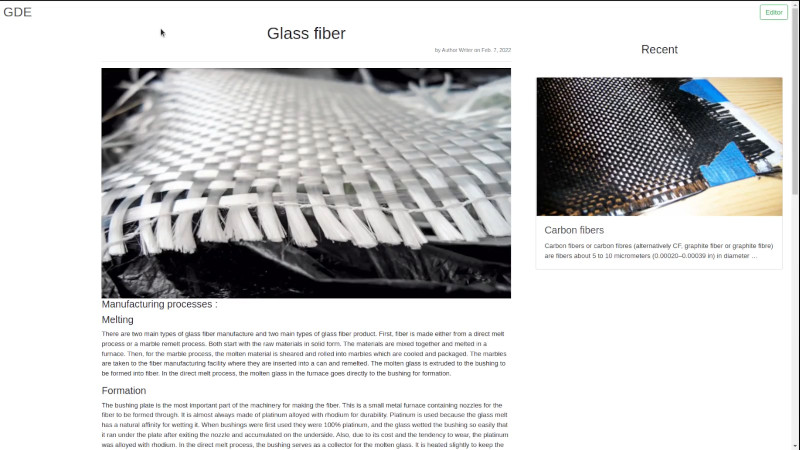 GDE
Editor
Glass fiber
by Author Writer on Feb. 7, 2022
Manufacturing processes :
Melting
There are two main types of glass fiber manufacture and two main types of glass fiber product. First, fiber is made either from a direct melt
process or a marble remelt process. Both start with the raw materials in solid form. The materials are mixed together and melted in a
furnace. Then, for the marble process, the molten material is sheared and rolled into marbles which are cooled and packaged. The marbles
are taken to the fiber manufacturing facility where they are inserted into a can and remelted. The molten glass is extruded to the bushing to
be formed into fiber. In the direct melt process, the molten glass in the furnace goes directly to the bushing for formation.
Formation
The bushing plate is the most important part of the machinery for making the fiber. This is a small metal furnace containing nozzles for the
fiber to be formed through. It is almost always made of platinum alloyed with rhodium for durability. Platinum is used because the glass melt
has a natural affinity for wetting it. When bushings were first used they were 100% platinum, and the glass wetted the bushing so easily that
it ran under the plate after exiting the nozzle and accumulated on the underside. Also, due to its cost and the tendency to wear, the platinum
was alloyed with rhodium. In the direct melt process, the bushing serves as a collector for the molten glass. It is heated slightly to keep the
Recent
Carbon fibers
Carbon fibers or carbon fibres (alternatively CF, graphite fiber or graphite fibre)
are fibers about 5 to 10 micrometers (0.00020–0.00039 in) in diameter ...